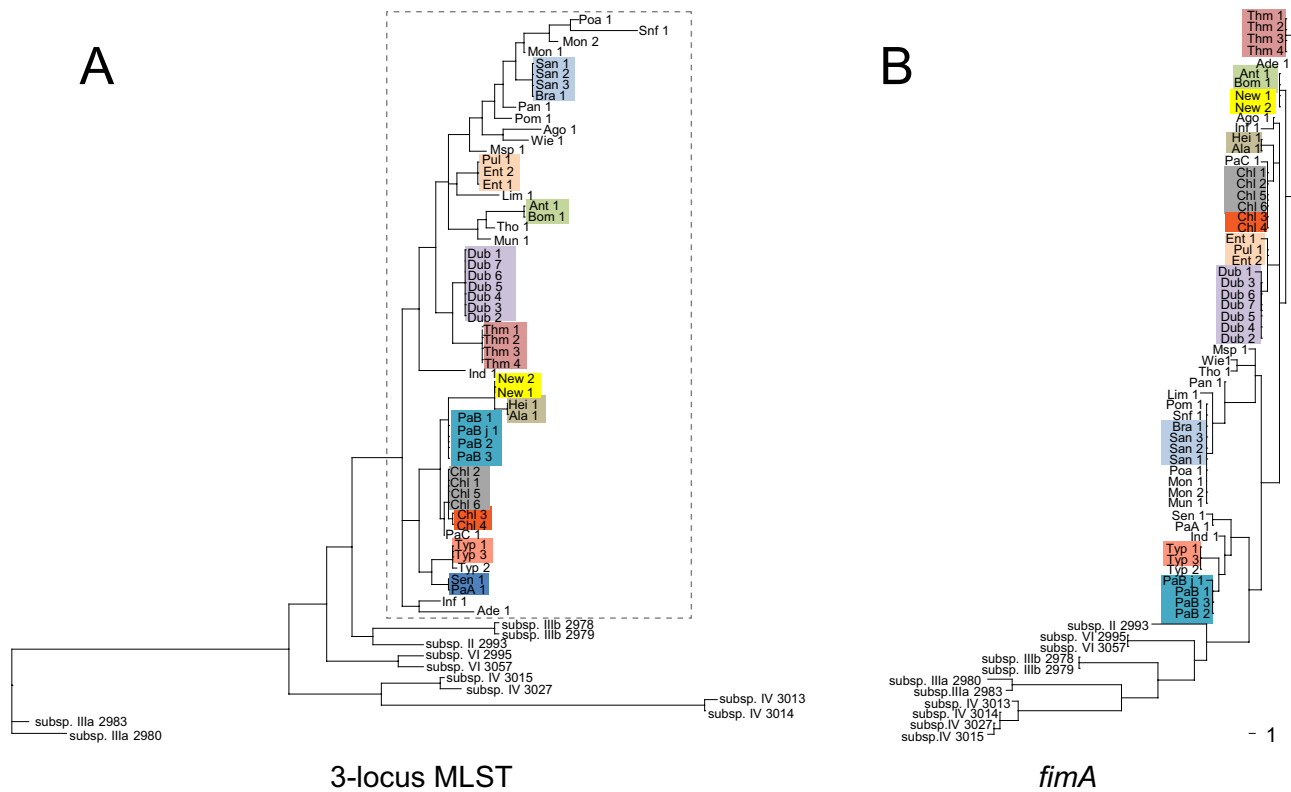 A
Poa 1
Snf 1
Mon 2
Mon 1
San 1
San 2
San 3
Bra 1
Pan 1
Pom 1
Ago 1
Wie 1
Msp 1
Pul 1
Ent 2
Ent 1
Lim 1
Ant 1
Bom 1
Tho 1
Mun 1
Dub 1
Dub 7
Dub 6
Dub 5
Dub 4
Dub 3
Dub 2
Thm 1
Thm 2
Thm 3
Thm 4
Ind 1
New 2
New 1
Hei 1
Ala 1
PaB 1
PaB j 1
PaB 2
PaB 3
Chl 2
Chl 1
Chl 5
Chl 6
Chl 3
Chl 4
PaC 1
Typ 1
Typ 3
Typ 2
Sen 1
PaA 1
Inf 1
Ade 1
subsp. IIIb 2978
subsp. IIIb 2979
subsp. II 2993
subsp. VI 2995
subsp. VI 3057
subsp. IV 3015
subsp. IV 3027
subsp. IV 3013
subsp. IV 3014
subsp. IIIa 2983
subsp. IIIa 2980
3-locus MLST
B
Thm 1
Thm 2
Thm 3
Thm 4
Ade 1
Ant 1
Bom 1
New 1
New 2
Ago 1
Inf 1
Hei 1
Ala 1
PaC 1
Chl 1
Chl 2
Chl 5
Chl 6
Chl 3
Chl 4
Ent 1
Pul 1
Ent 2
Dub 1
Dub 3
Dub 6
Dub 7
Dub 5
Dub 4
Dub 2
Msp 1
Wie1
Tho 1
Pan 1
Lim 1
Pom 1
Snf 1
Bra 1
San 3
San 2
San 1
Poa 1
Mon 1
Mon 2
Mun 1
Sen 1
PaA 1
Ind 1
Typ 1
Typ 3
Typ 2
PaB j 1
PaB 1
PaB 3
PaB 2
subsp. II 2993
subsp. VI 2995
subsp. VI 3057
subsp. IIIb 2978
subsp. IIIb 2979
subsp. IIIa 2980
subsp.IIIa 2983
subsp. IV 3013
subsp.IV 3014
subsp.IV 3027
subsp.IV 3015
1
fimA